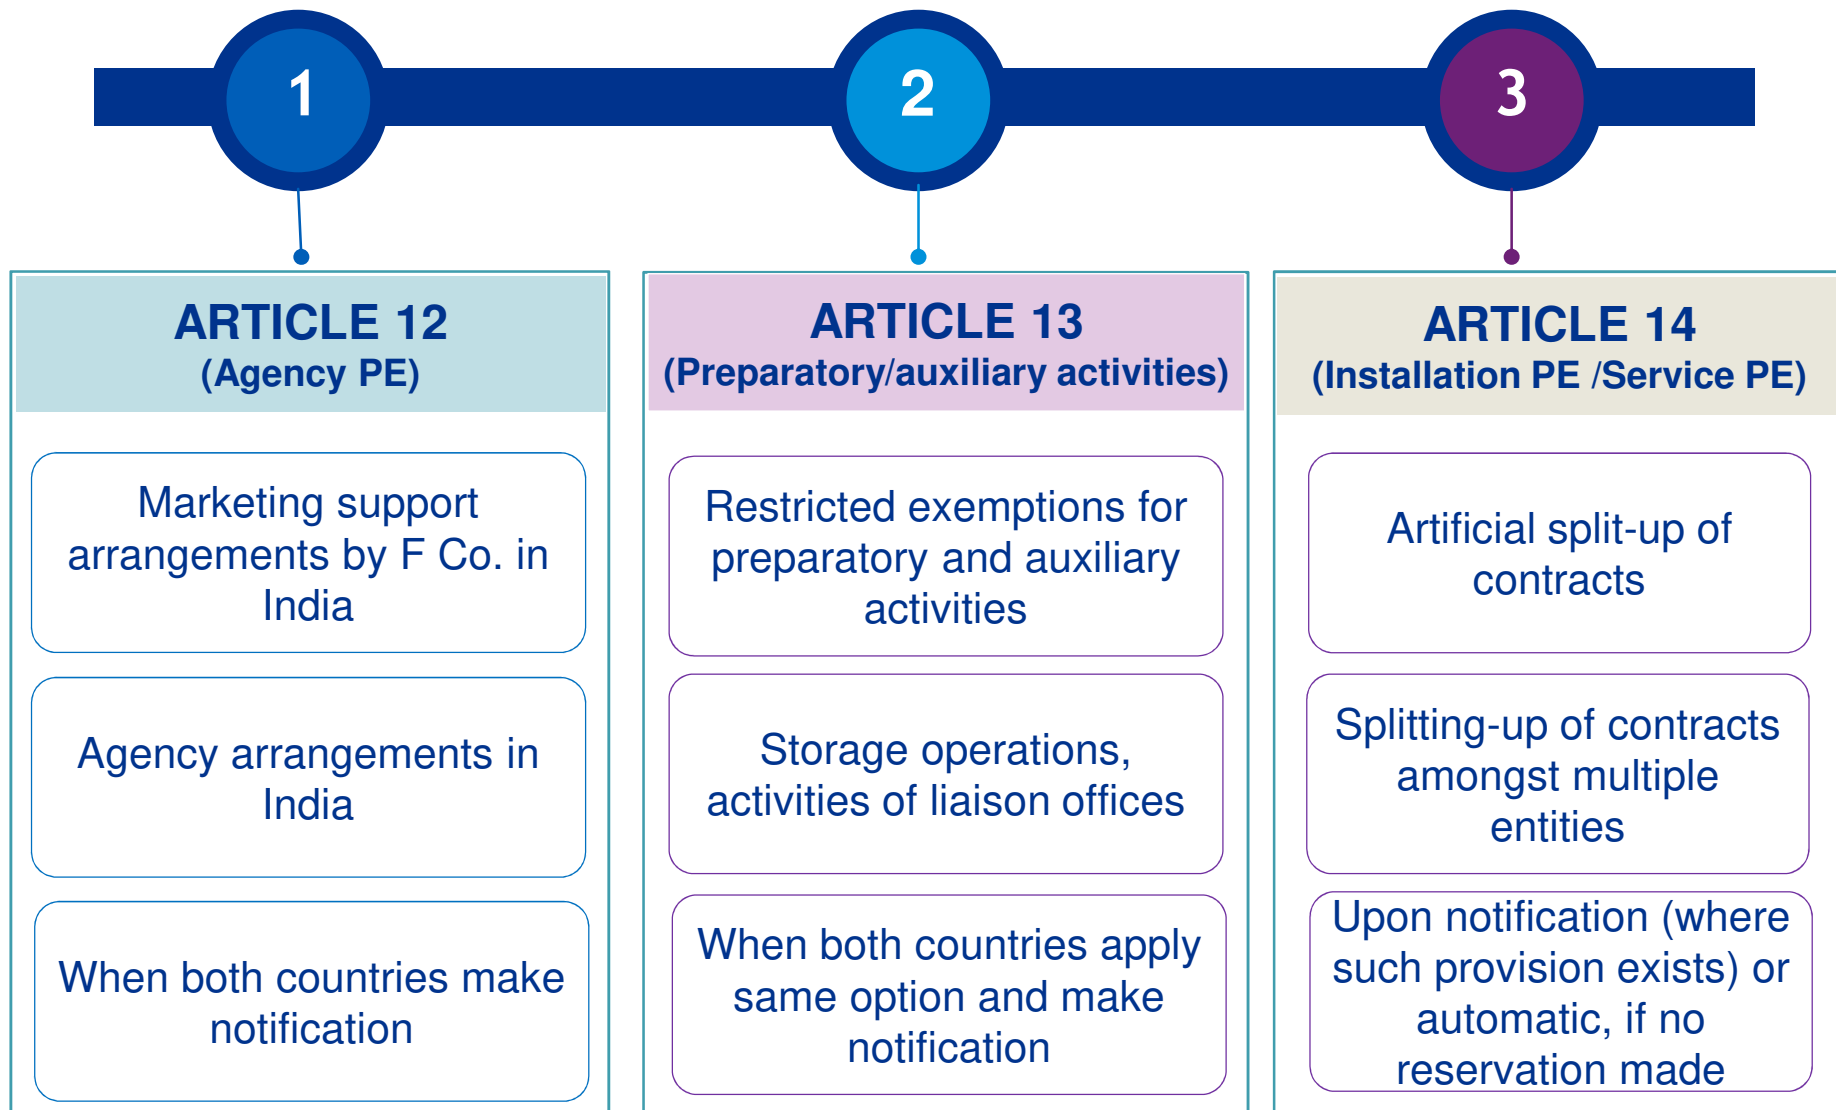 1
2
3
ARTICLE 12
(Agency PE)
Marketing support
arrangements by F Co. in
India
Agency arrangements in
India
When both countries make
notification
ARTICLE 13
(Preparatory/auxiliary activities)
Restricted exemptions for
preparatory and auxiliary
activities
Storage operations,
activities of liaison offices
When both countries apply
same option and make
notification
ARTICLE 14
(Installation PE /Service PE)
Artificial split-up of
contracts
Splitting-up of contracts
amongst multiple
entities
Upon notification (where
such provision exists) or
automatic, if no
reservation made